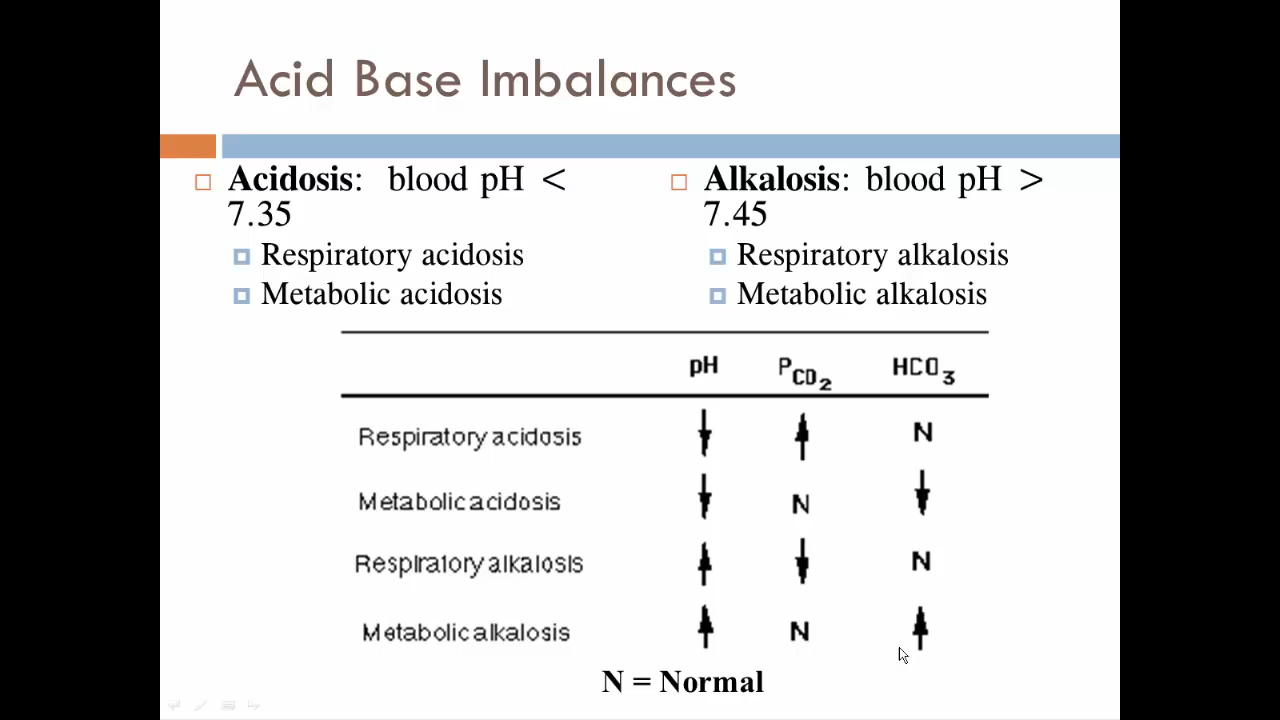 Acid Base Imbalances
Acidosis: blood pH <
7.35
Respiratory acidosis
Metabolic acidosis
Alkalosis: blood pH >
7.45
Respiratory alkalosis
Metabolic alkalosis
pH PCO2 HCO3
Respiratory acidosis ↓ ↑ N
Metabolic acidosis ↓ N ↓
Respiratory alkalosis ↑ ↓ N
Metabolic alkalosis ↑ N ↑
N = Normal